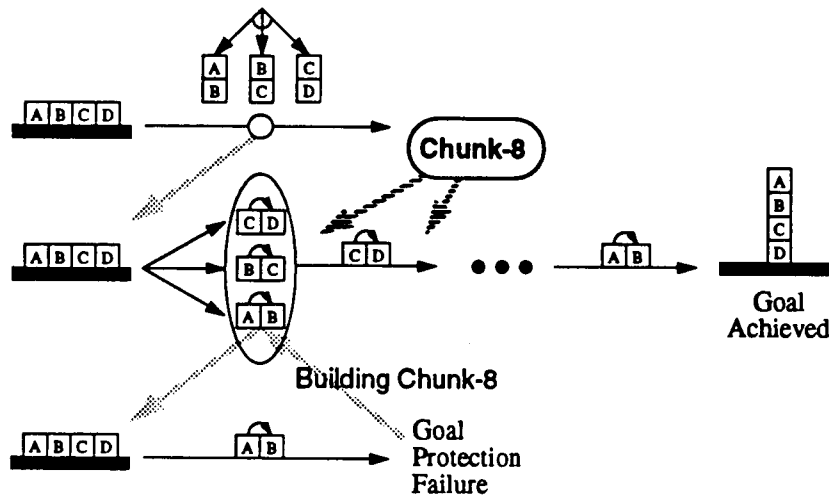 A B C
B C D
A B C D
Chunk-8
A
B
C
D
C D
A B C D
B C
C D
A B
A B
Goal
Achieved
Building Chunk-8
A B C D
A B
Goal
Protection
Failure